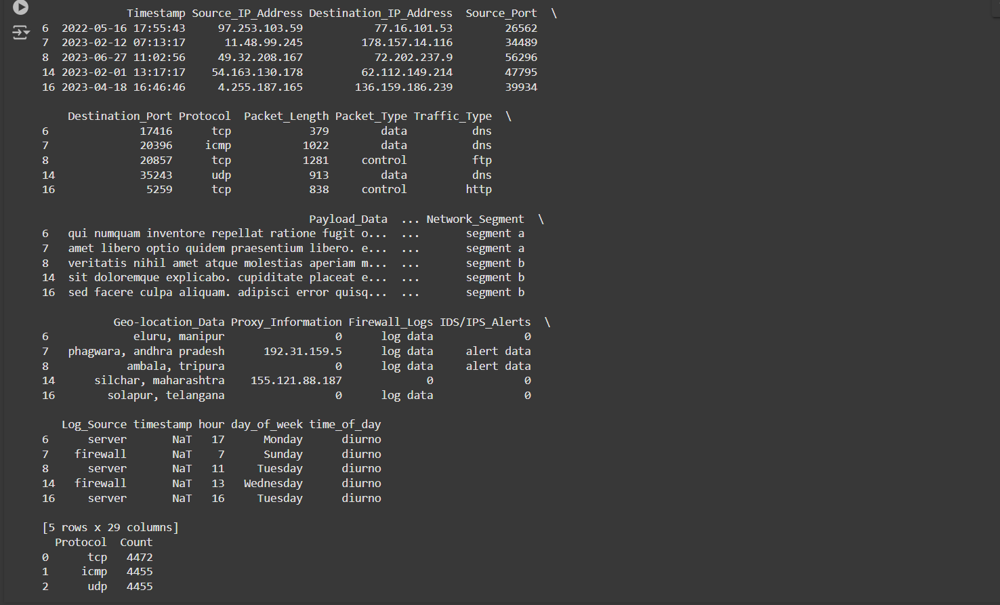 Timestamp Source_IP_Address Destination_IP_Address Source_Port \
6 2022-05-16 17:55:43 97.253.103.59 77.16.101.53 26562
7 2023-02-12 07:13:17 11.48.99.245 178.157.14.116 34489
8 2023-06-27 11:02:56 49.32.208.167 72.202.237.9 56296
14 2023-02-01 13:17:17 54.163.130.178 62.112.149.214 47795
16 2023-04-18 16:46:46 4.255.187.165 136.159.186.239 39934
Destination_Port Protocol Packet_Length Packet_Type Traffic_Type \
6 17416 tcp 379 data dns
7 20396 icmp 1022 data dns
8 20857 tcp 1281 control ftp
14 35243 udp 913 data dns
16 5259 tcp 838 control http
Payload_Data ... Network_Segment \
6 qui numquam inventore repellat ratione fugit o... ... segment a
7 amet libero optio quidem praesentium libero. e... ... segment a
8 veritatis nihil amet atque molestias aperiam m... ... segment b
14 sit doloremque explicabo. cupiditate placeat e... ... segment b
16 sed facere culpa aliquam. adipisci error quisq... ... segment b
Geo-location_Data Proxy_Information Firewall_Logs IDS/IPS_Alerts \
6 eluru, manipur 0 log data 0
7 phagwara, andhra pradesh 192.31.159.5 log data alert data
8 ambala, tripura 0 log data alert data
14 silchar, maharashtra 155.121.88.187 0 0
16 solapur, telangana 0 log data 0
Log_Source timestamp hour day_of_week time_of_day
6 server NaT 17 Monday diurno
7 firewall NaT 7 Sunday diurno
8 server NaT 11 Tuesday diurno
14 firewall NaT 13 Wednesday diurno
16 server NaT 16 Tuesday diurno
[5 rows x 29 columns]
Protocol Count
0 tcp 4472
1 icmp 4455
2 udp 4455